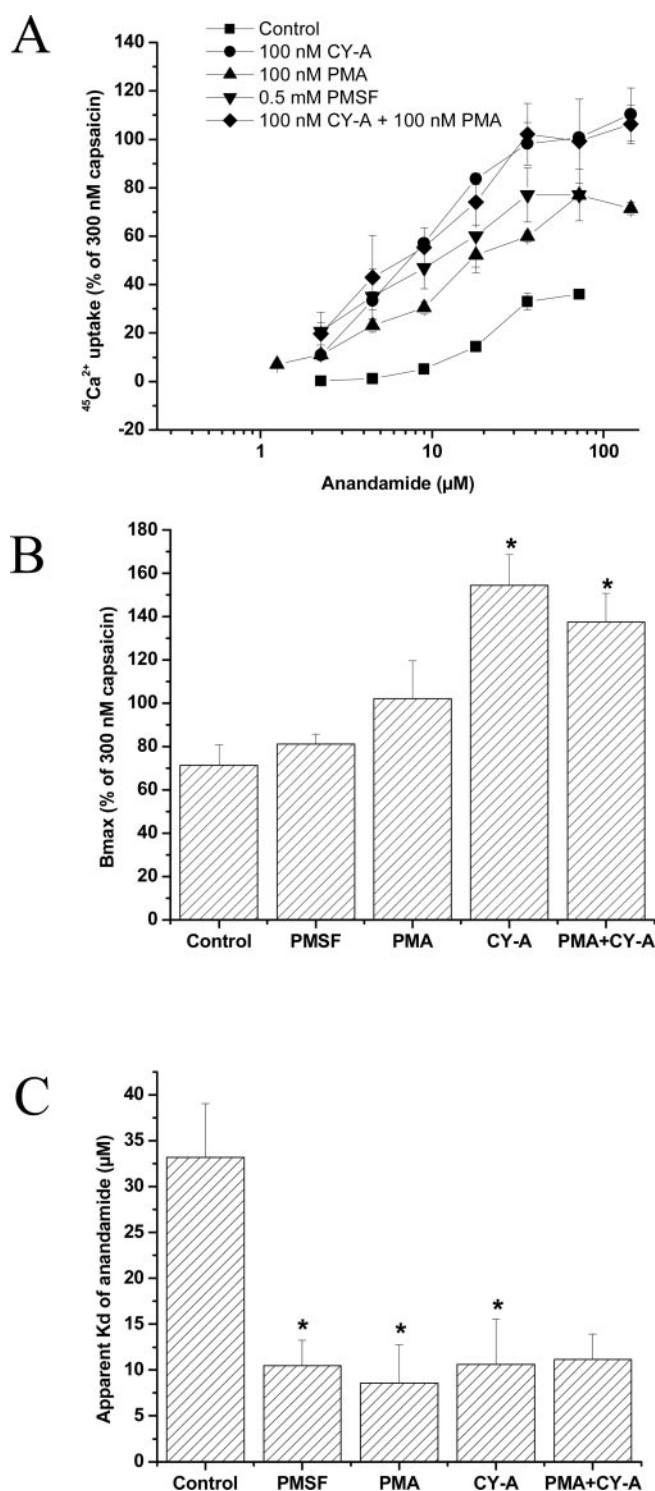 A
Control
100 nM CY-A
100 nM PMA
0.5 mM PMSF
100 nM CY-A + 100 nM PMA
⁴⁵Ca²⁺ uptake (% of 300 nM capsaicin)
140
120
100
80
60
40
20
0
-20
1 10 100
Anandamide (µM)
B
Bmax (% of 300 nM capsaicin)
180
160
140
120
100
80
60
40
20
0
* *
Control PMSF PMA CY-A PMA+CY-A
C
Apparent Kd of anandamide (µM)
40
35
30
25
20
15
10
5
0
* * *
Control PMSF PMA CY-A PMA+CY-A